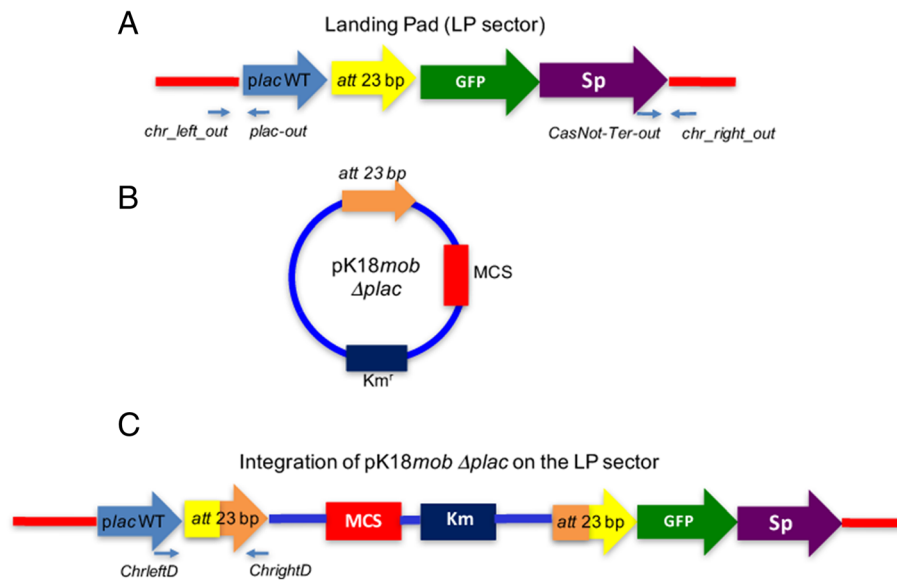 A
Landing Pad (LP sector)
plac WT
att 23 bp
GFP
Sp
chr_left_out
plac-out
CasNot-Ter-out
chr_right_out
B
att 23 bp
pK18mob
Δplac
MCS
Kmʳ
C
Integration of pK18mob Δplac on the LP sector
plac WT
att 23 bp
MCS
Km
att 23 bp
GFP
Sp
ChrleftD
ChrightD